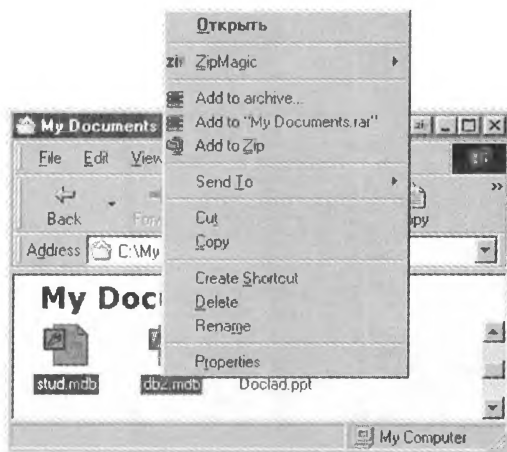 Открыть
ZipMagic
Add to archive...
Add to "My Documents.rar"
Add to Zip
Send To
Cut
Copy
Create Shortcut
Delete
Rename
Properties
My Documents
File Edit View
Back
Address C:\My
My Doc
stud.mdb db2.mdb Doclad.ppt
My Computer